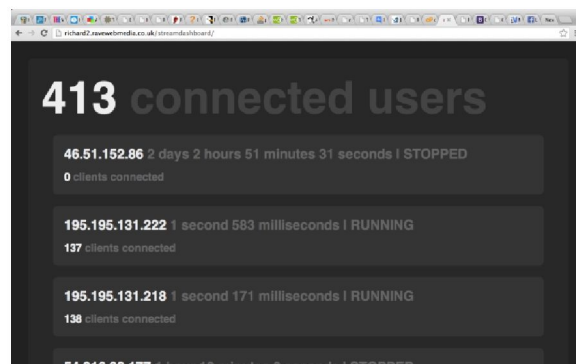 richard2.ravewebmedia.co.uk/streamdashboard/
413 connected users
46.51.152.86 2 days 2 hours 51 minutes 31 seconds | STOPPED
0 clients connected
195.195.131.222 1 second 583 milliseconds | RUNNING
137 clients connected
195.195.131.218 1 second 171 milliseconds | RUNNING
138 clients connected